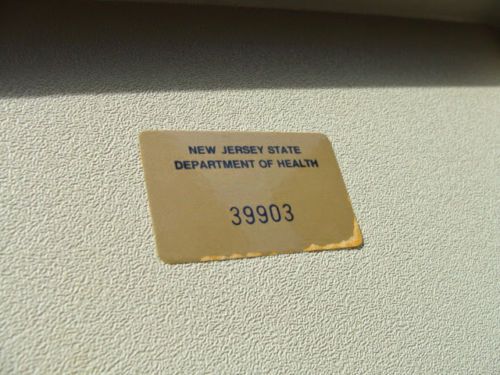 NEW JERSEY STATE
DEPARTMENT OF HEALTH
39903